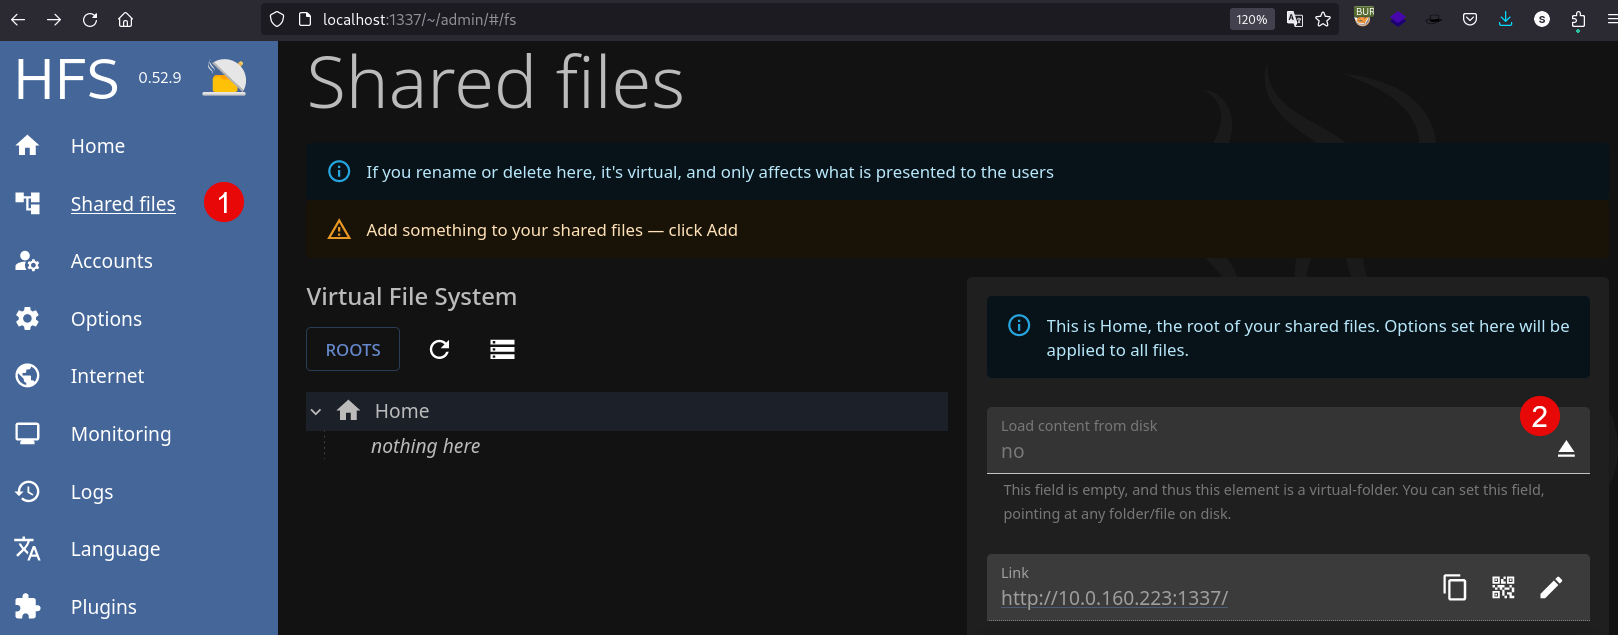 localhost:1337/~/admin/#/fs
120%
BUR
S
HFS 0.52.9
Home
Shared files 1
Accounts
Options
Internet
Monitoring
Logs
Language
Plugins
Shared files
If you rename or delete here, it's virtual, and only affects what is presented to the users
Add something to your shared files — click Add
Virtual File System
ROOTS
Home
nothing here
This is Home, the root of your shared files. Options set here will be
applied to all files.
2
Load content from disk
no
This field is empty, and thus this element is a virtual-folder. You can set this field,
pointing at any folder/file on disk.
Link
http://10.0.160.223:1337/